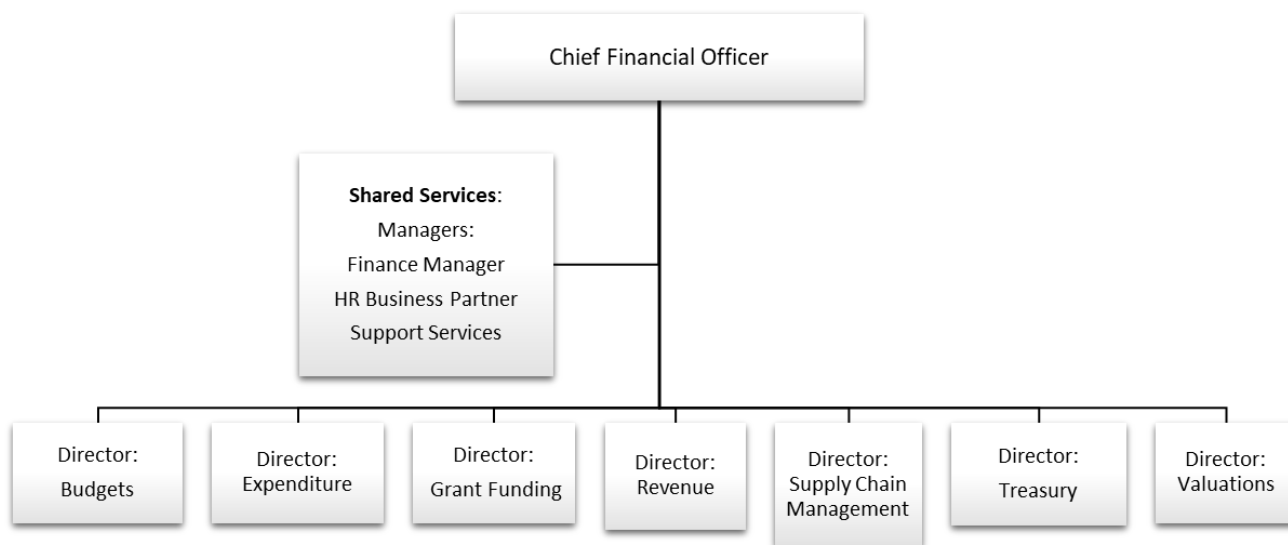 Chief Financial Officer
Shared Services:
Managers:
Finance Manager
HR Business Partner
Support Services
Director:
Budgets
Director:
Expenditure
Director:
Grant Funding
Director:
Revenue
Director:
Supply Chain
Management
Director:
Treasury
Director:
Valuations